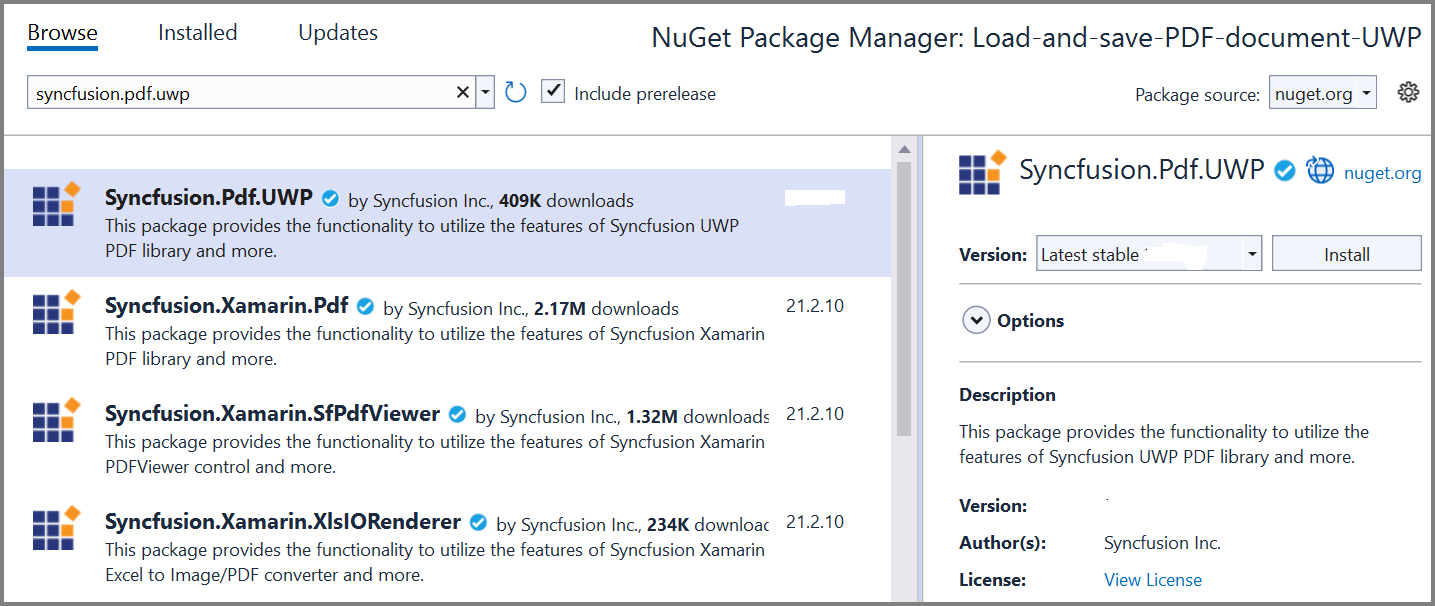 Browse Installed Updates
NuGet Package Manager: Load-and-save-PDF-document-UWP
syncfusion.pdf.uwp
Include prerelease
Package source: nuget.org
Syncfusion.Pdf.UWP by Syncfusion Inc., 409K downloads
This package provides the functionality to utilize the features of Syncfusion UWP
PDF library and more.
Syncfusion.Xamarin.Pdf by Syncfusion Inc., 2.17M downloads 21.2.10
This package provides the functionality to utilize the features of Syncfusion Xamarin
PDF library and more.
Syncfusion.Xamarin.SfPdfViewer by Syncfusion Inc., 1.32M downloads 21.2.10
This package provides the functionality to utilize the features of Syncfusion Xamarin
PDFViewer control and more.
Syncfusion.Xamarin.XlsIORenderer by Syncfusion Inc., 234K downloac 21.2.10
This package provides the functionality to utilize the features of Syncfusion Xamarin
Excel to Image/PDF converter and more.
Syncfusion.Pdf.UWP nuget.org
Version: Latest stable Install
Options
Description
This package provides the functionality to utilize the
features of Syncfusion UWP PDF library and more.
Version:
Author(s): Syncfusion Inc.
License: View License